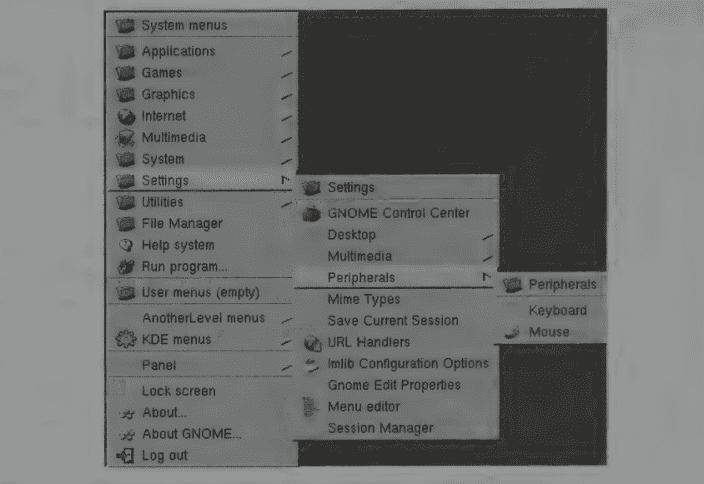 System menus
Applications
Games
Graphics
Internet
Multimedia
System
Settings
Utilities
File Manager
Help system
Run program...
User menus (empty)
AnotherLevel menus
KDE menus
Panel
Lock screen
About...
About GNOME...
Log out
Settings
GNOME Control Center
Desktop
Multimedia
Peripherals
Mime Types
Save Current Session
URL Handlers
Imlib Configuration Options
Gnome Edit Properties
Menu editor
Session Manager
Peripherals
Keyboard
Mouse